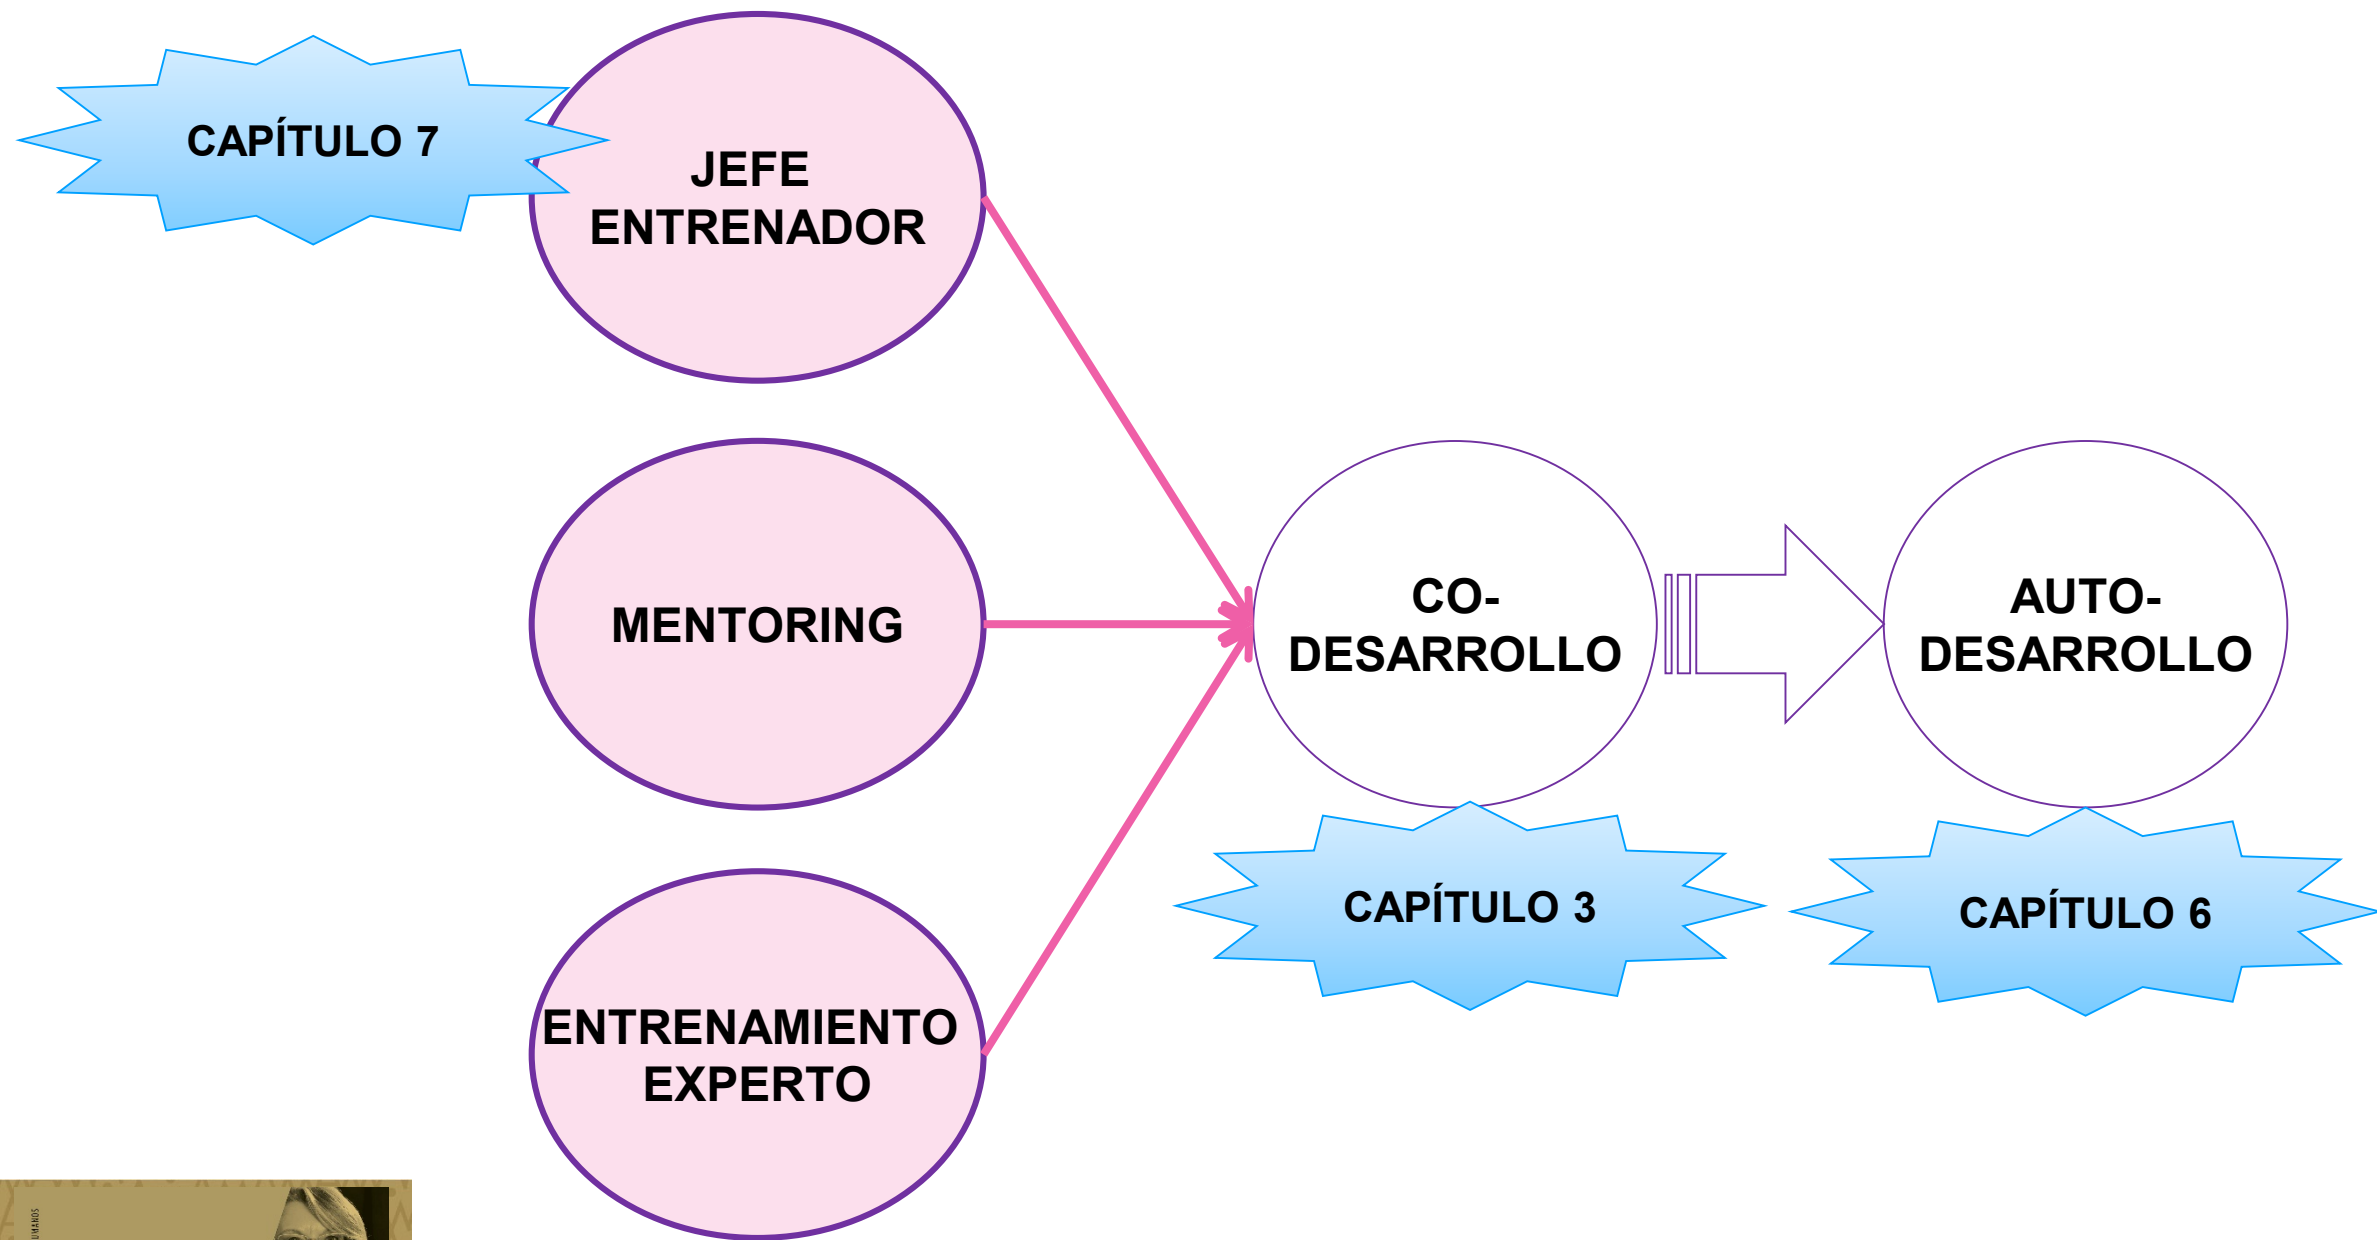 CAPÍTULO 7
JEFE
ENTRENADOR
MENTORING
CO-
DESARROLLO
AUTO-
DESARROLLO
CAPÍTULO 3
CAPÍTULO 6
ENTRENAMIENTO
EXPERTO